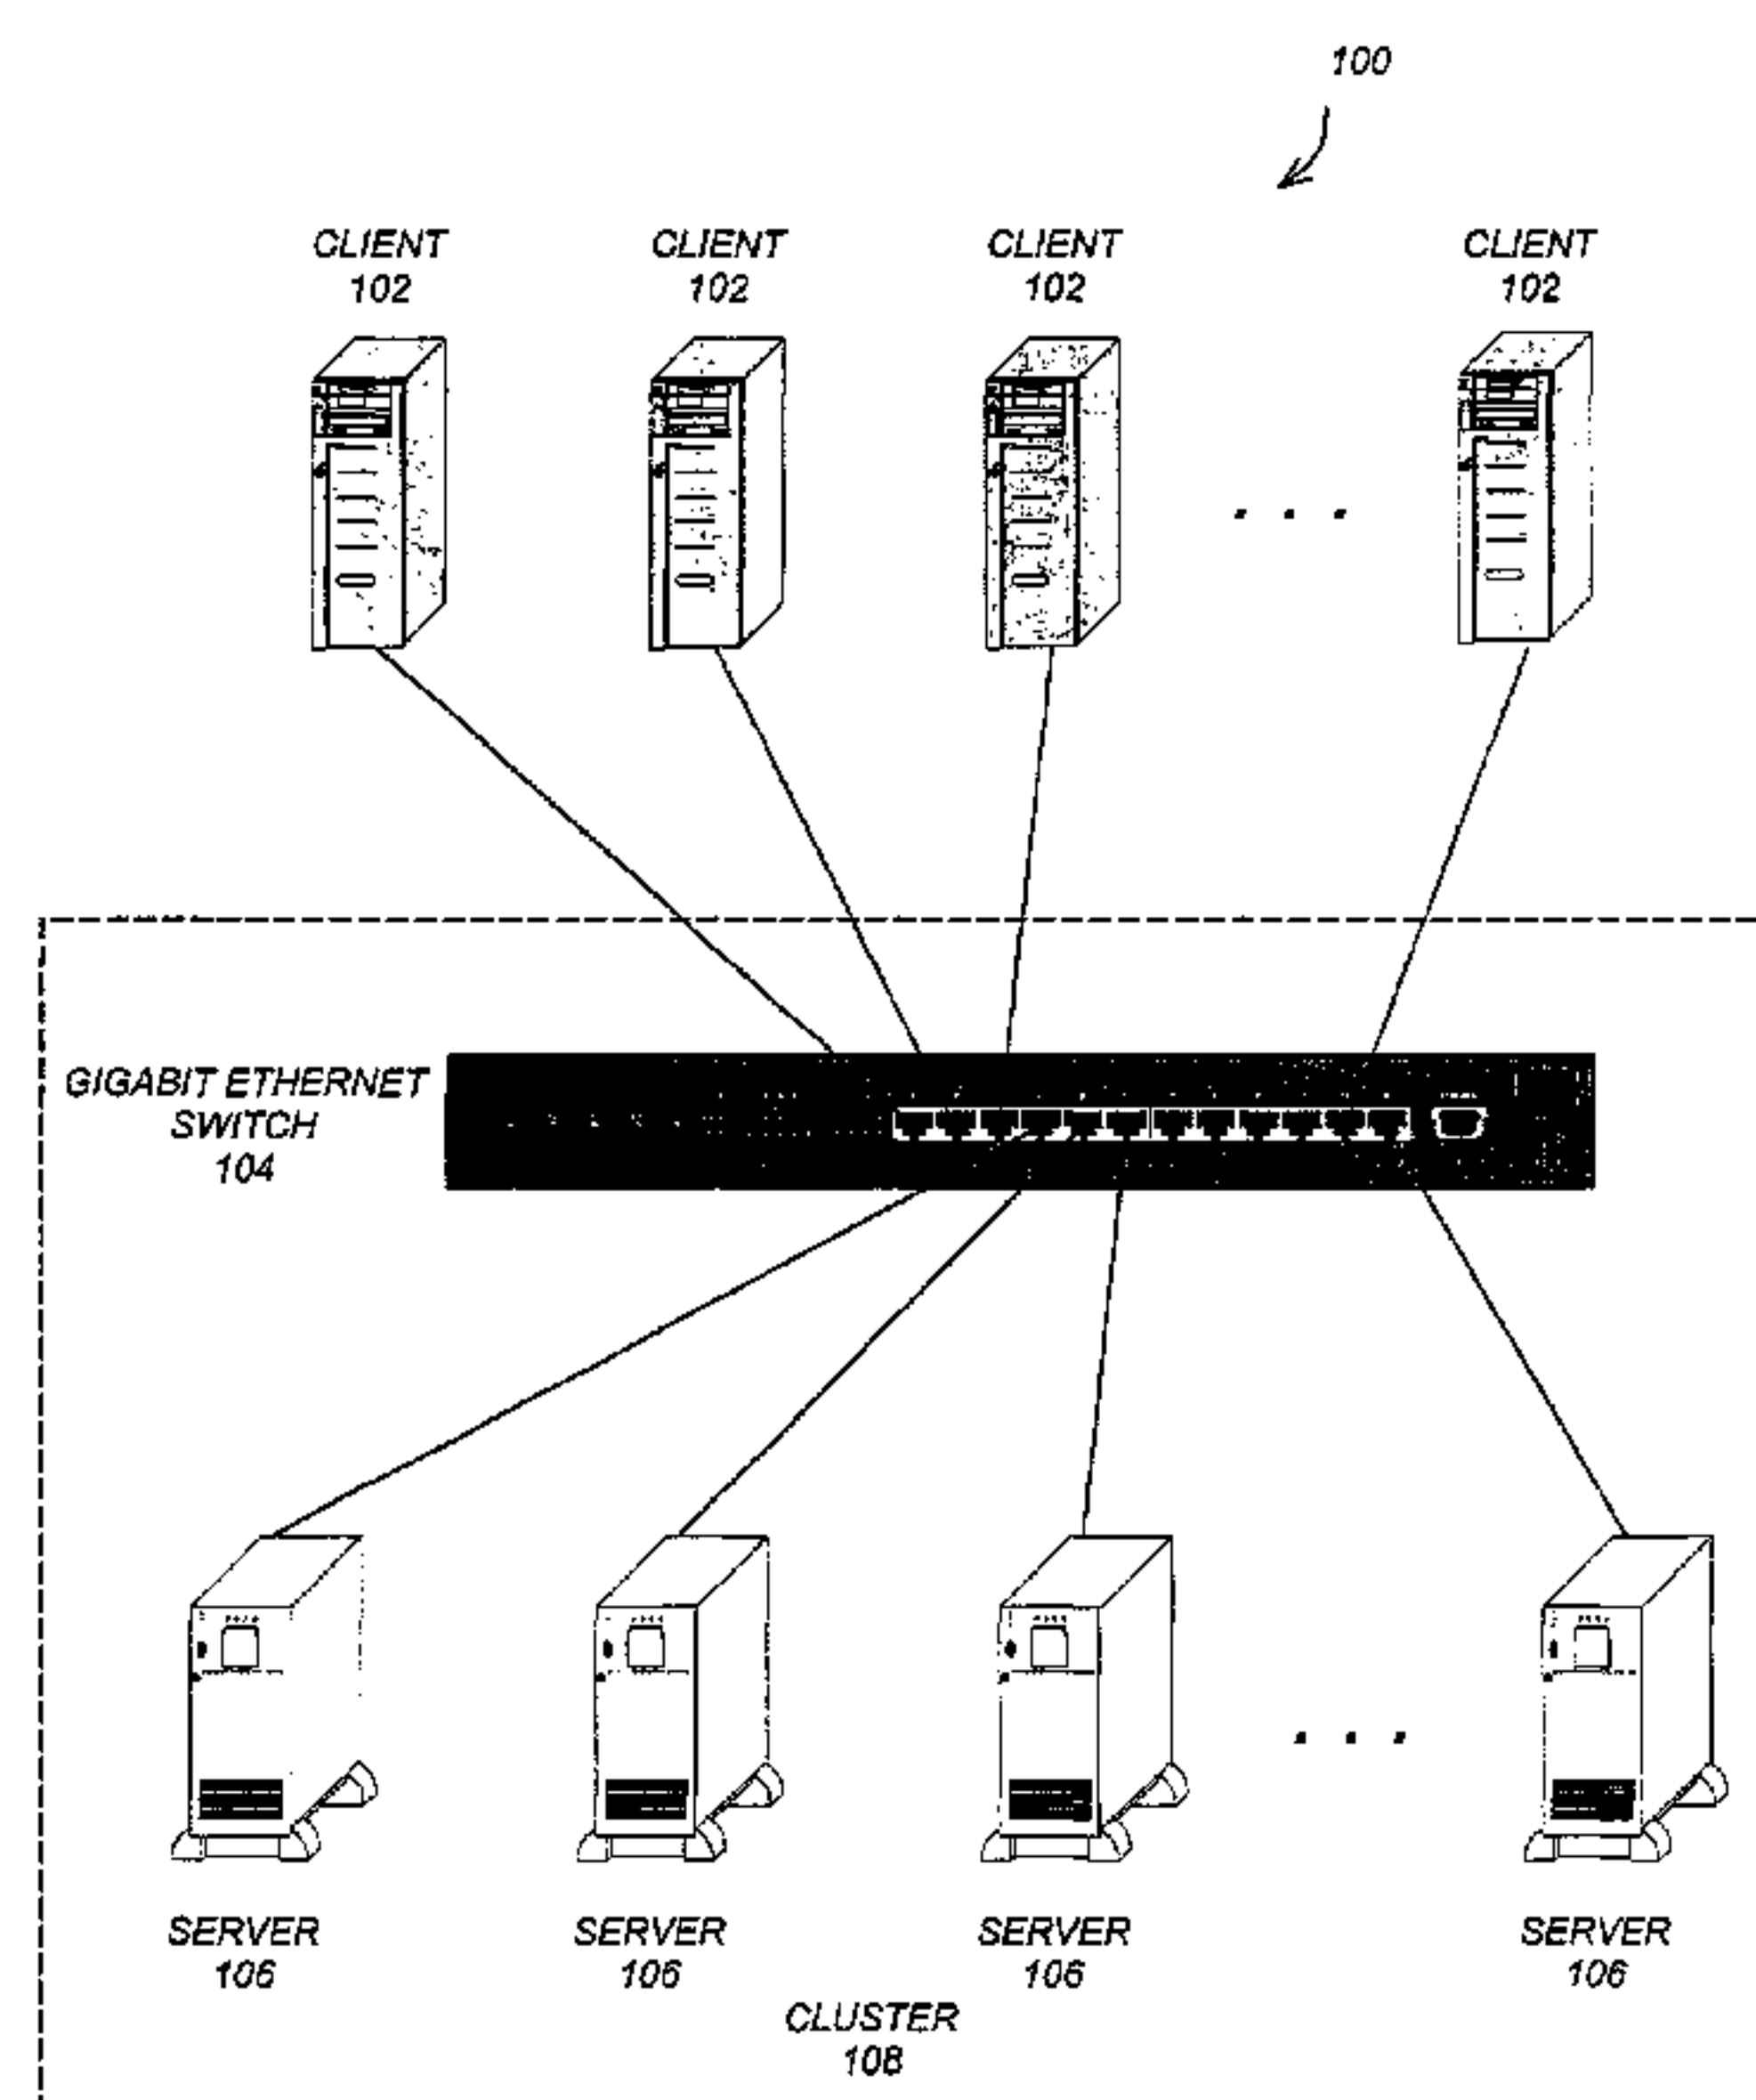 100
CLIENT
102
CLIENT
102
CLIENT
102
CLIENT
102
GIGABIT ETHERNET
SWITCH
104
SERVER
106
SERVER
106
SERVER
106
SERVER
106
CLUSTER
108